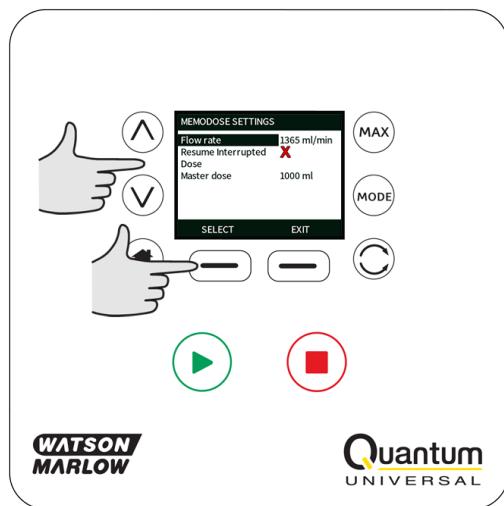 MEMODOSE SETTINGS
Flow rate 1365 ml/min
Resume Interrupted X
Dose
Master dose 1000 ml
SELECT EXIT
MAX
MODE
WATSON
MARLOW
Quantum
UNIVERSAL